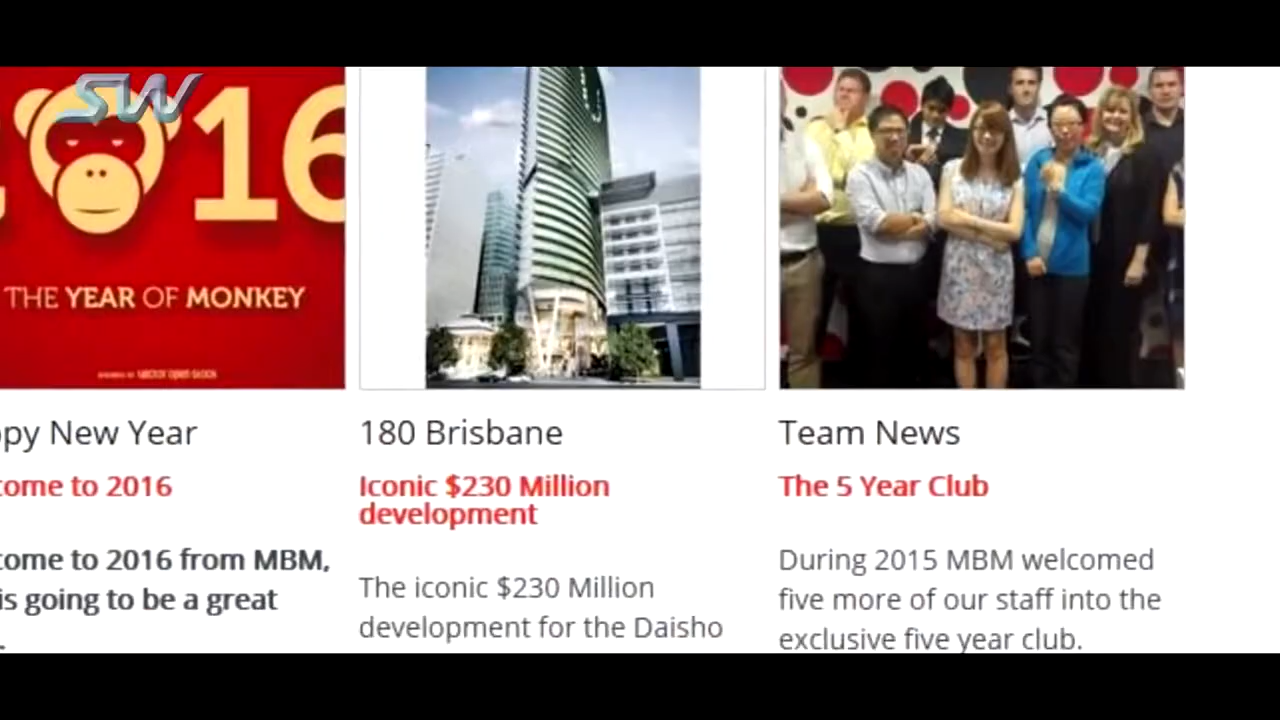 SW
16
THE YEAR OF MONKEY
ppy New Year
come to 2016
come to 2016 from MBM,
is going to be a great
180 Brisbane
Iconic $230 Million
development
The iconic $230 Million
development for the Daisho
Team News
The 5 Year Club
During 2015 MBM welcomed
five more of our staff into the
exclusive five year club.